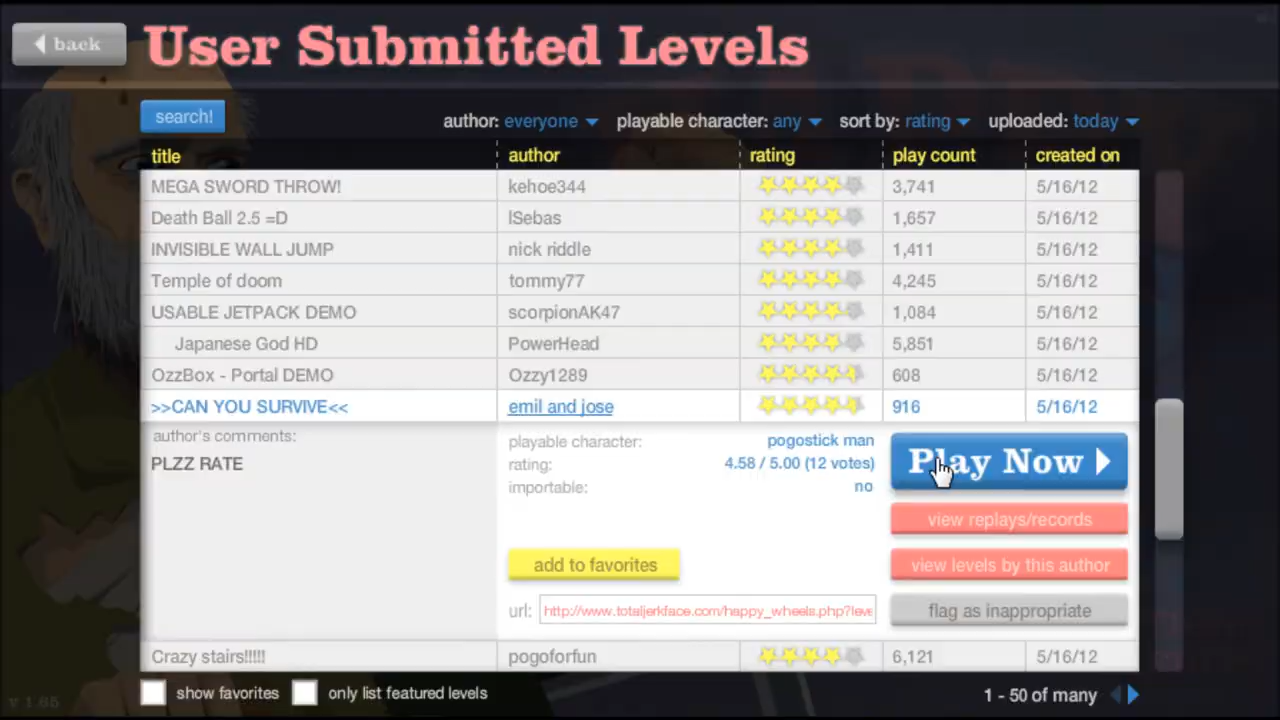 back
User Submitted Levels
search!
author: everyone
playable character: any
sort by: rating
uploaded: today
title author rating play count created on
MEGA SWORD THROW! kehoe344 3,741 5/16/12
Death Ball 2.5 =D lSebas 1,657 5/16/12
INVISIBLE WALL JUMP nick riddle 1,411 5/16/12
Temple of doom tommy77 4,245 5/16/12
USABLE JETPACK DEMO scorpionAK47 1,084 5/16/12
Japanese God HD PowerHead 5,851 5/16/12
OzzBox - Portal DEMO Ozzy1289 608 5/16/12
>>CAN YOU SURVIVE<< emil and jose 916 5/16/12
author's comments:
PLZZ RATE
playable character: pogostick man
rating: 4.58 / 5.00 (12 votes)
importable: no
Play Now
view replays/records
add to favorites
view levels by this author
url: http://www.totaljerkface.com/happy_wheels.php?leve
flag as inappropriate
Crazy stairs!!!!! pogoforfun 6,121 5/16/12
show favorites
only list featured levels
1 - 50 of many
v 1.65